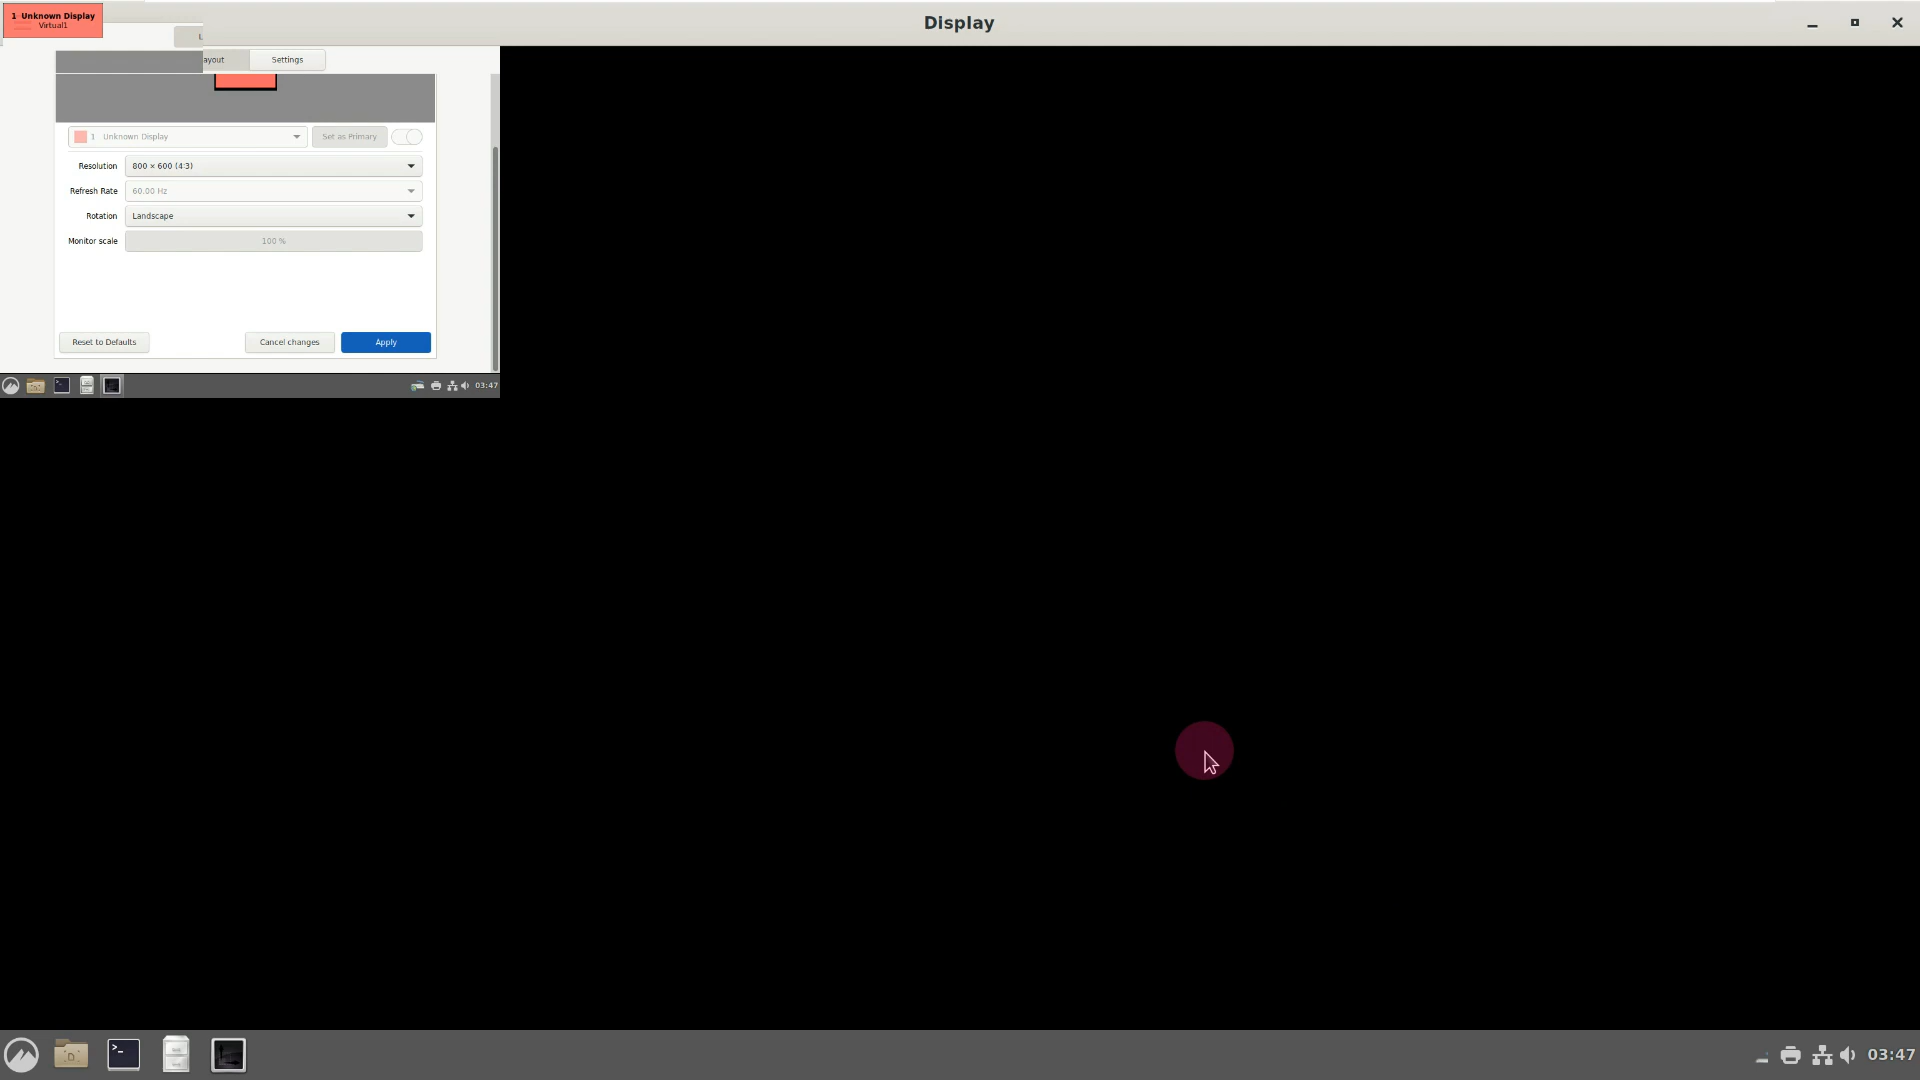 1 Unknown Display
Virtual1
Display
L
ayout
Settings
1 Unknown Display
Set as Primary
Resolution
800 × 600 (4:3)
Refresh Rate
60.00 Hz
Rotation
Landscape
Monitor scale
100 %
Reset to Defaults
Cancel changes
Apply
03:47
>_
03:47